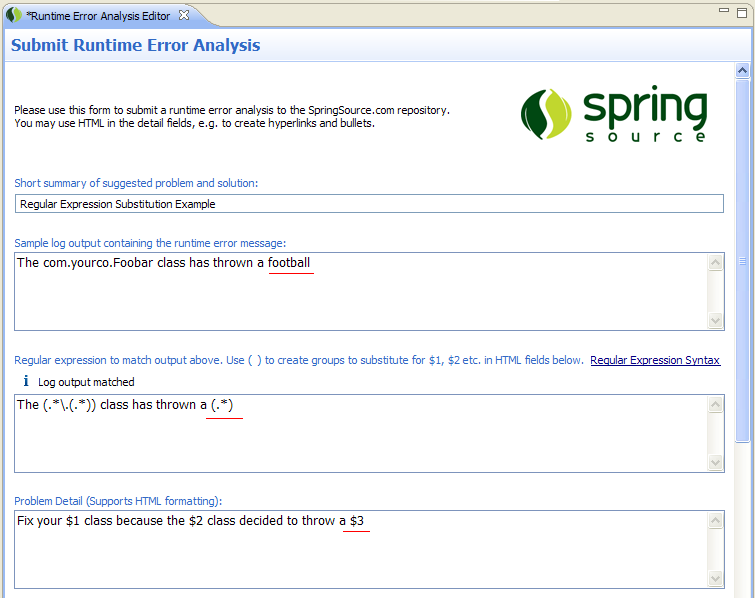 *Runtime Error Analysis Editor
Submit Runtime Error Analysis
Please use this form to submit a runtime error analysis to the SpringSource.com repository.
You may use HTML in the detail fields, e.g. to create hyperlinks and bullets.
spring
source
Short summary of suggested problem and solution:
Regular Expression Substitution Example
Sample log output containing the runtime error message:
The com.yourco.Foobar class has thrown a football
Regular expression to match output above. Use ( ) to create groups to substitute for $1, $2 etc. in HTML fields below. Regular Expression Syntax
Log output matched
The (.*\.(.*)) class has thrown a (.*)
Problem Detail (Supports HTML formatting):
Fix your $1 class because the $2 class decided to throw a $3